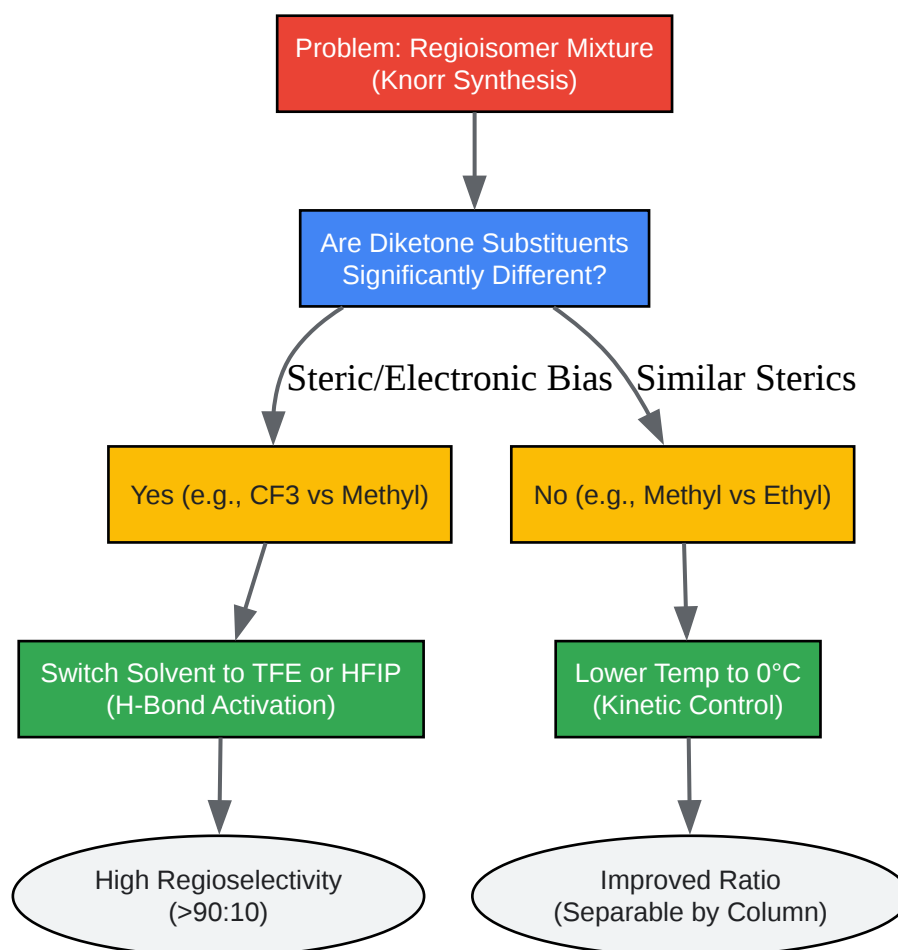 Problem: Regioisomer Mixture
(Knorr Synthesis)
Are Diketone Substituents
Significantly Different?
Steric/Electronic Bias
Similar Sterics
Yes (e.g., CF3 vs Methyl)
No (e.g., Methyl vs Ethyl)
Switch Solvent to TFE or HFIP
(H-Bond Activation)
Lower Temp to 0°C
(Kinetic Control)
High Regioselectivity
(>90:10)
Improved Ratio
(Separable by Column)